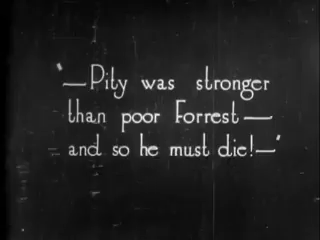 "—Pity was stronger
than poor Forrest—
and so he must die!—"